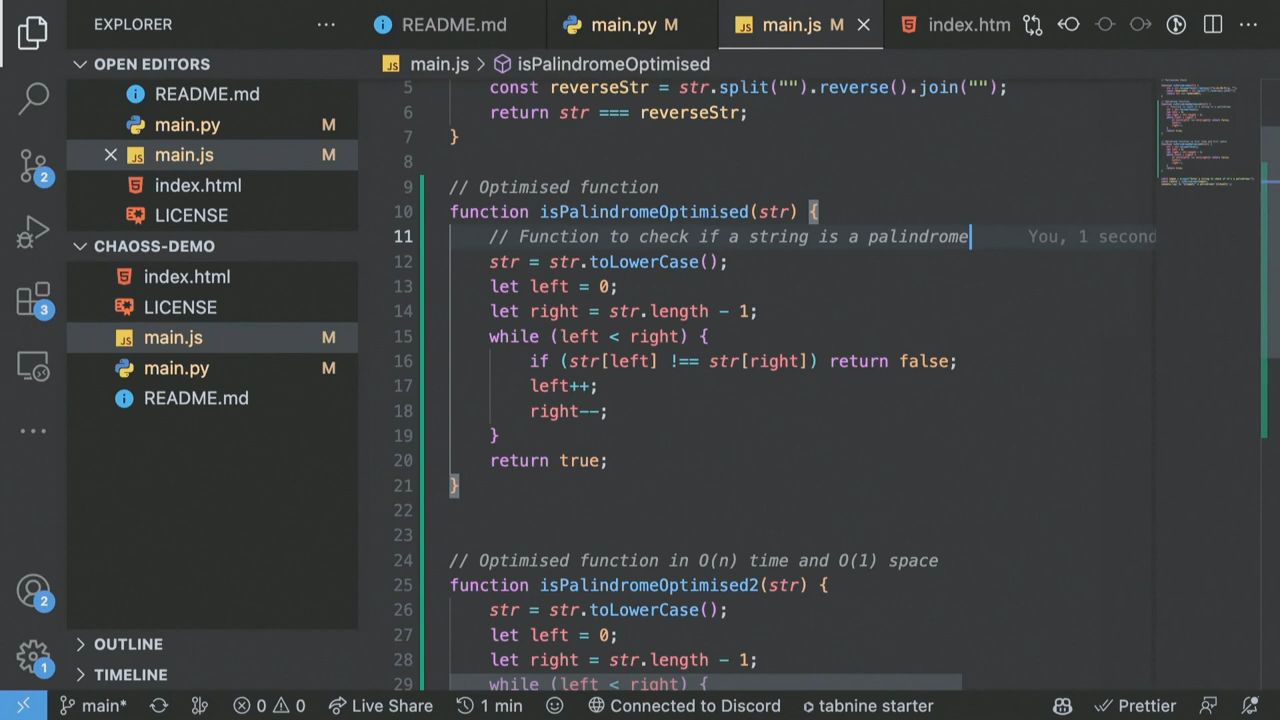 EXPLORER
README.md
main.py M
main.js M
index.htm
OPEN EDITORS
README.md
main.py M
main.js M
index.html
LICENSE
CHAOSS-DEMO
index.html
LICENSE
main.js M
main.py M
README.md
OUTLINE
TIMELINE
2
3
2
1
main.js > isPalindromeOptimised
5 const reverseStr = str.split("").reverse().join("");
6 return str === reverseStr;
7 }
8
9 // Optimised function
10 function isPalindromeOptimised(str) {
11 // Function to check if a string is a palindrome You, 1 second
12 str = str.toLowerCase();
13 let left = 0;
14 let right = str.length - 1;
15 while (left < right) {
16 if (str[left] !== str[right]) return false;
17 left++;
18 right--;
19 }
20 return true;
21 }
22
23
24 // Optimised function in O(n) time and O(1) space
25 function isPalindromeOptimised2(str) {
26 str = str.toLowerCase();
27 let left = 0;
28 let right = str.length - 1;
29 while (left < right) {
main* 0 0 Live Share 1 min Connected to Discord tabnine starter Prettier